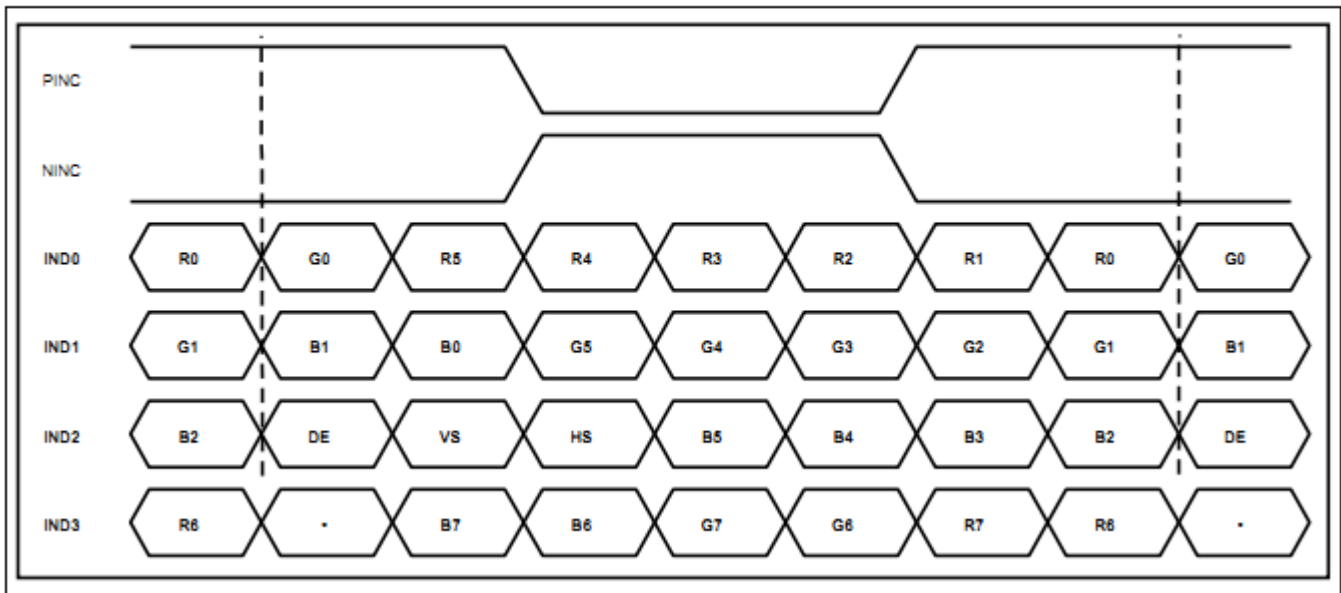 PINC
NINC
IND0 R0 G0 R5 R4 R3 R2 R1 R0 G0
IND1 G1 B1 B0 G5 G4 G3 G2 G1 B1
IND2 B2 DE VS HS B5 B4 B3 B2 DE
IND3 R6 - B7 B6 G7 G6 R7 R6 -